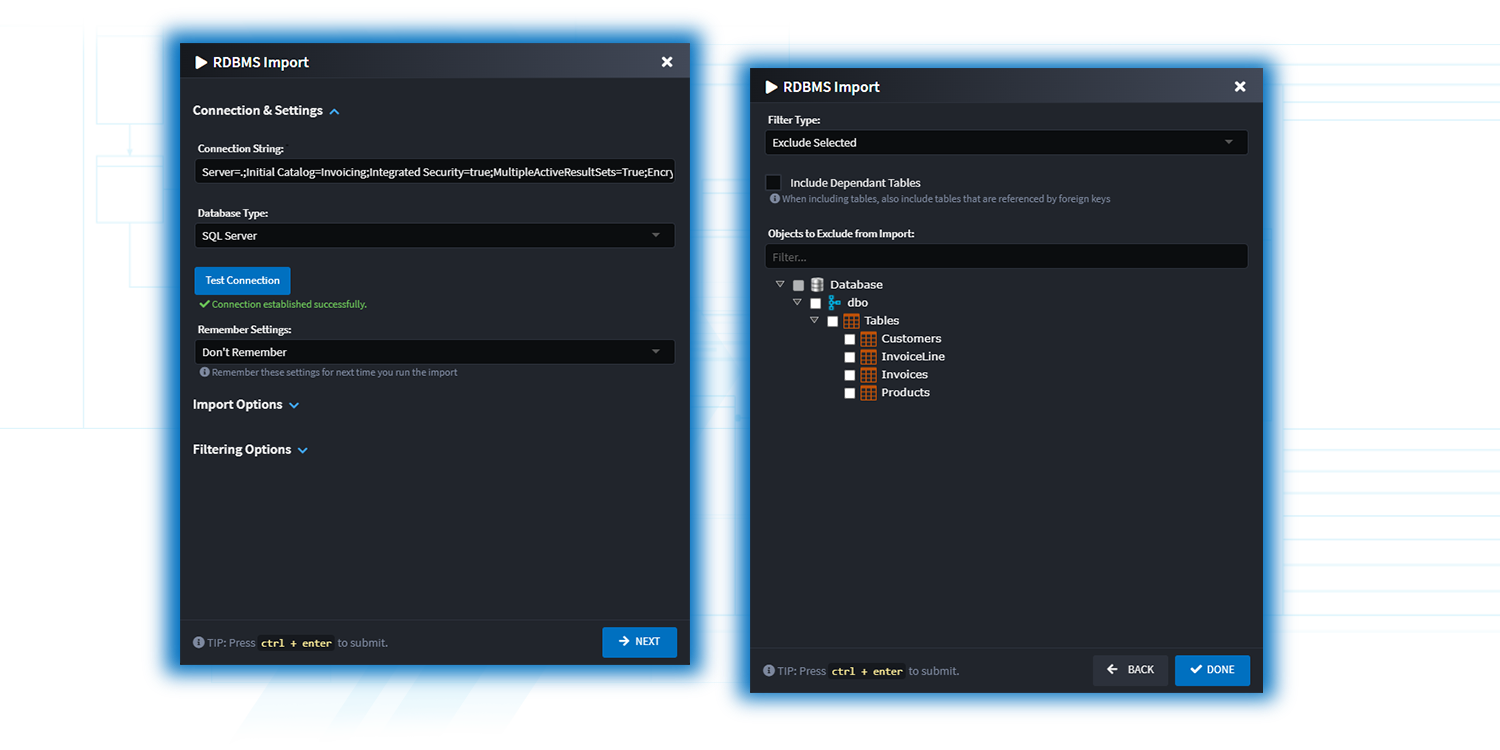 RDBMS Import
Connection & Settings
Connection String:
Server=.;Initial Catalog=Invoicing;Integrated Security=true;MultipleActiveResultSets=True;Encry
Database Type:
SQL Server
Test Connection
Connection established successfully.
Remember Settings:
Don't Remember
Remember these settings for next time you run the import
Import Options
Filtering Options
TIP: Press ctrl + enter to submit.
NEXT
RDBMS Import
Filter Type:
Exclude Selected
Include Dependant Tables
When including tables, also include tables that are referenced by foreign keys
Objects to Exclude from Import:
Filter...
Database
dbo
Tables
Customers
InvoiceLine
Invoices
Products
TIP: Press ctrl + enter to submit.
BACK
DONE